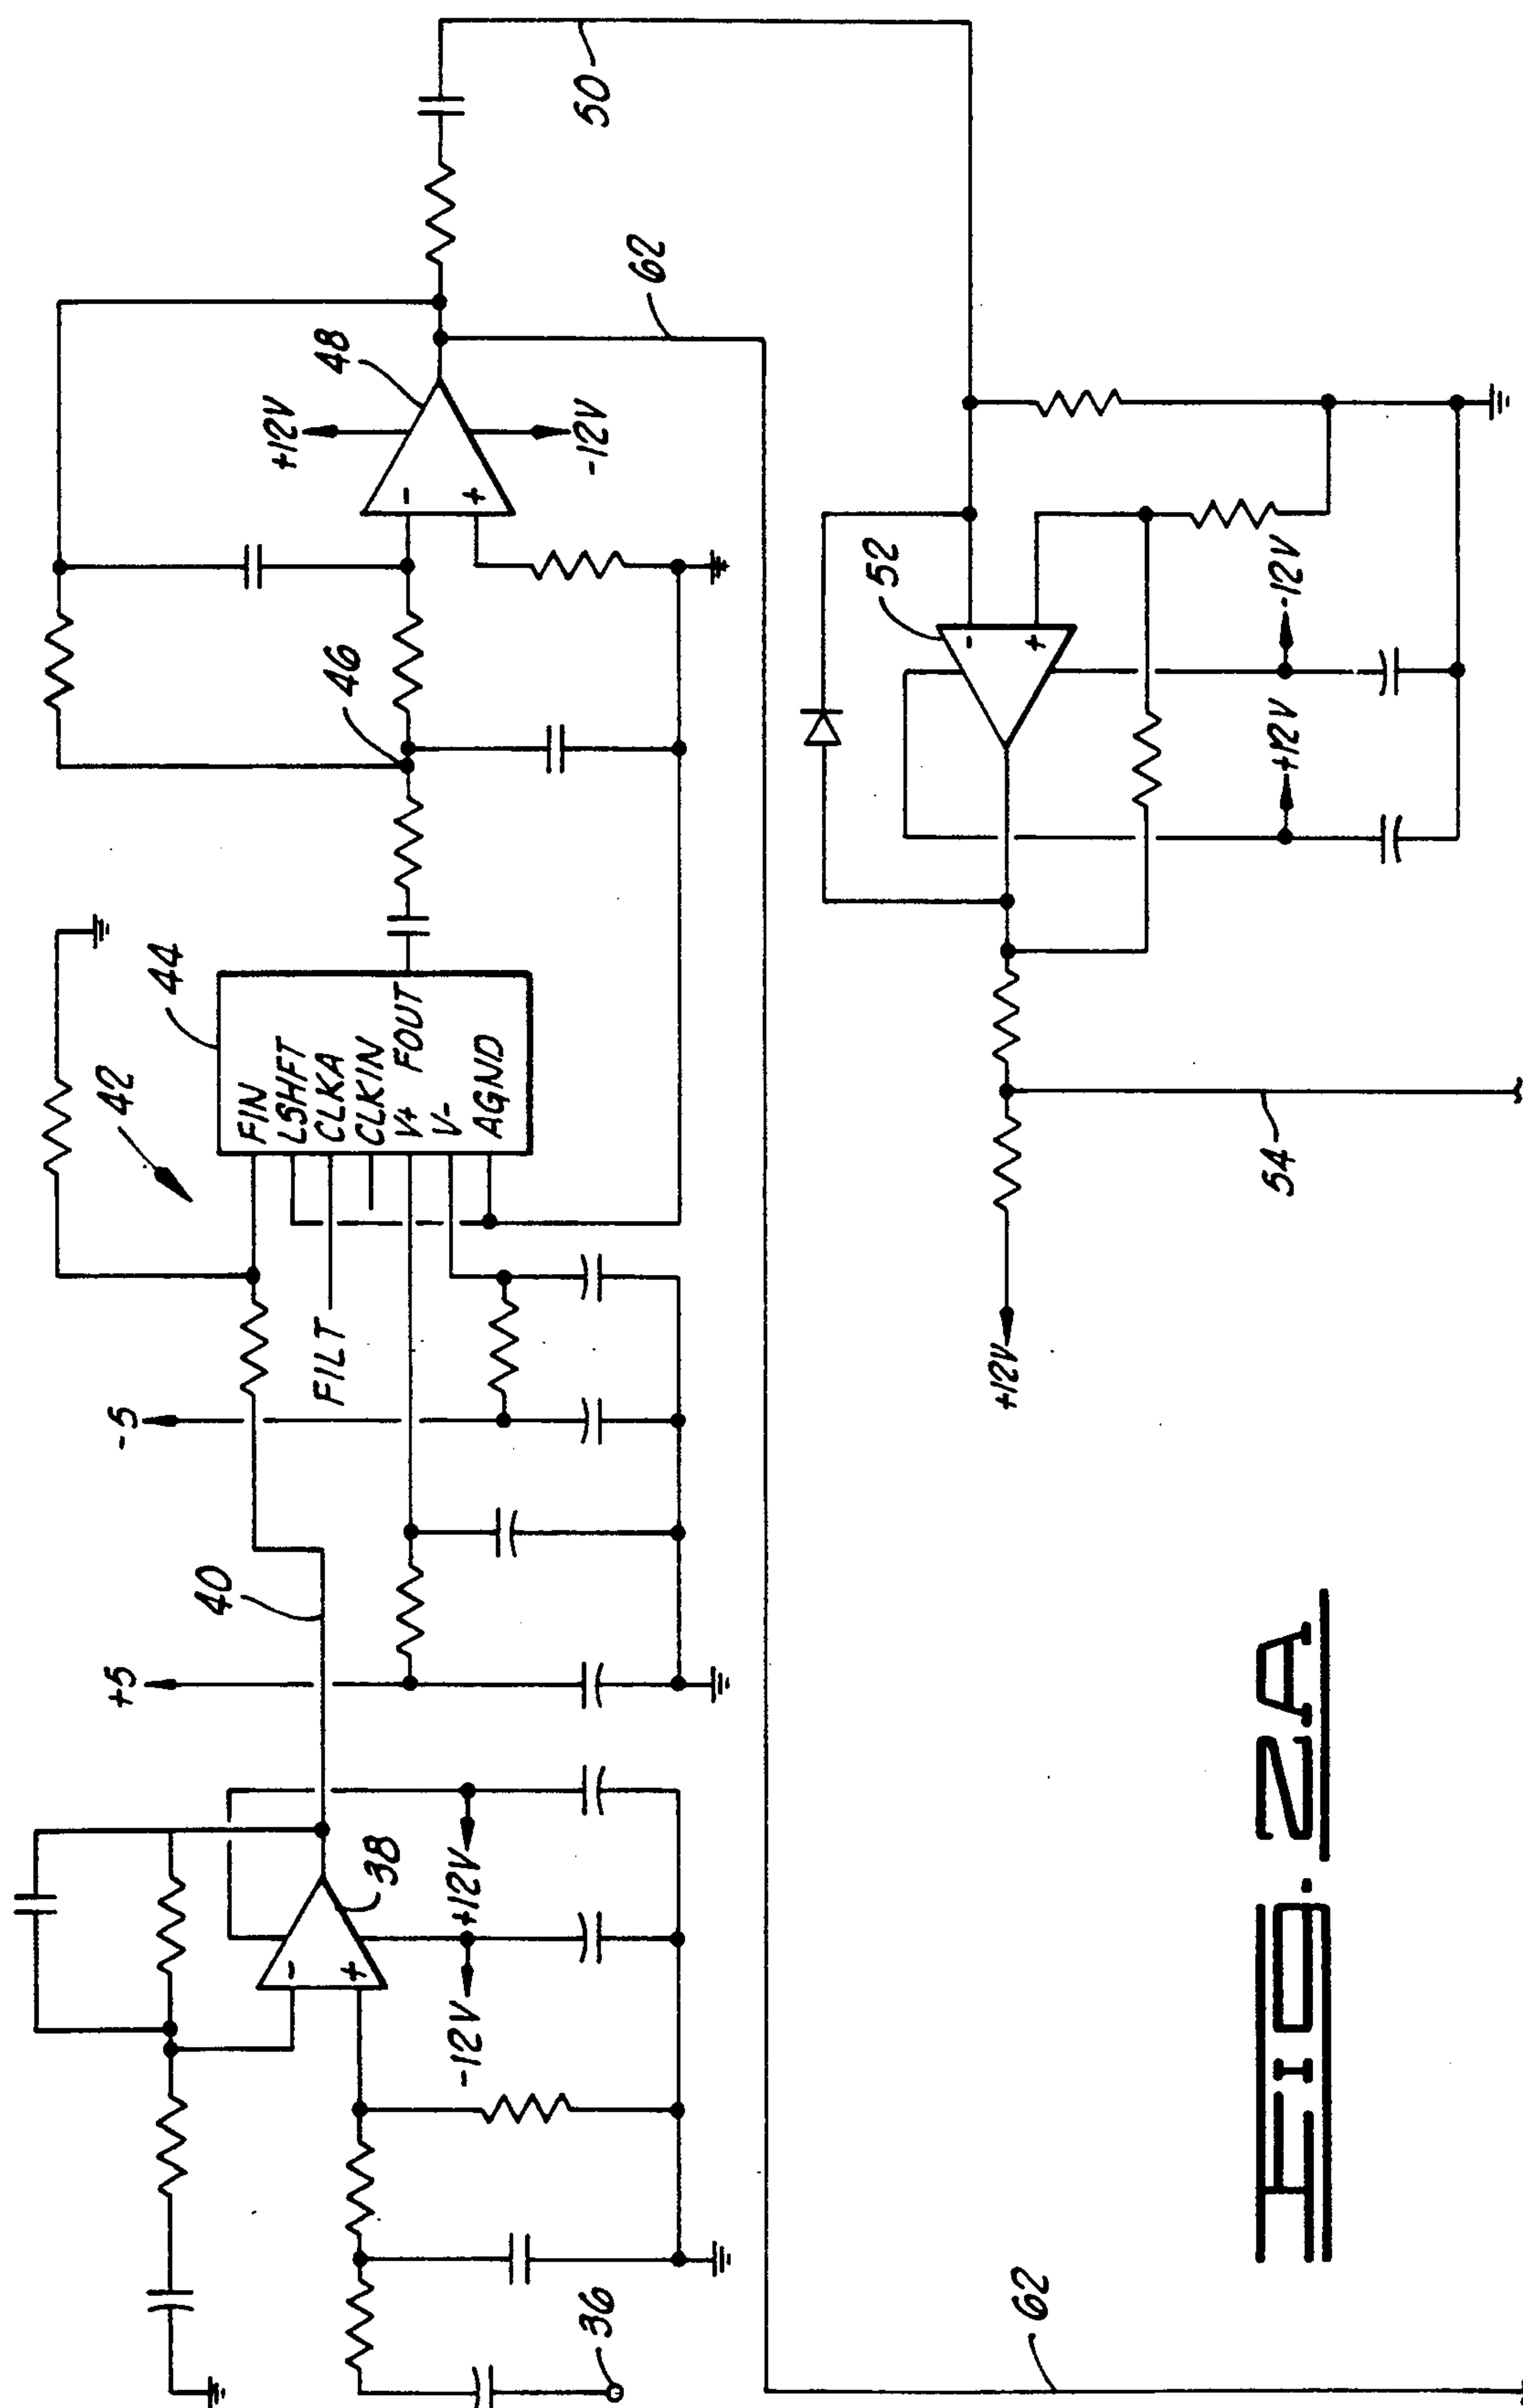 50
62
48
+12V
-12V
-
+
46
44
42
FIN
LSHFT
CLKA
CLKIN
V+ FOUT
V-
AGND
FILT
-5
40
+5
38
-
+
+12V
-12V
36
52
-
+
-12V
+12V
54
+12V
62
FIG. 2A